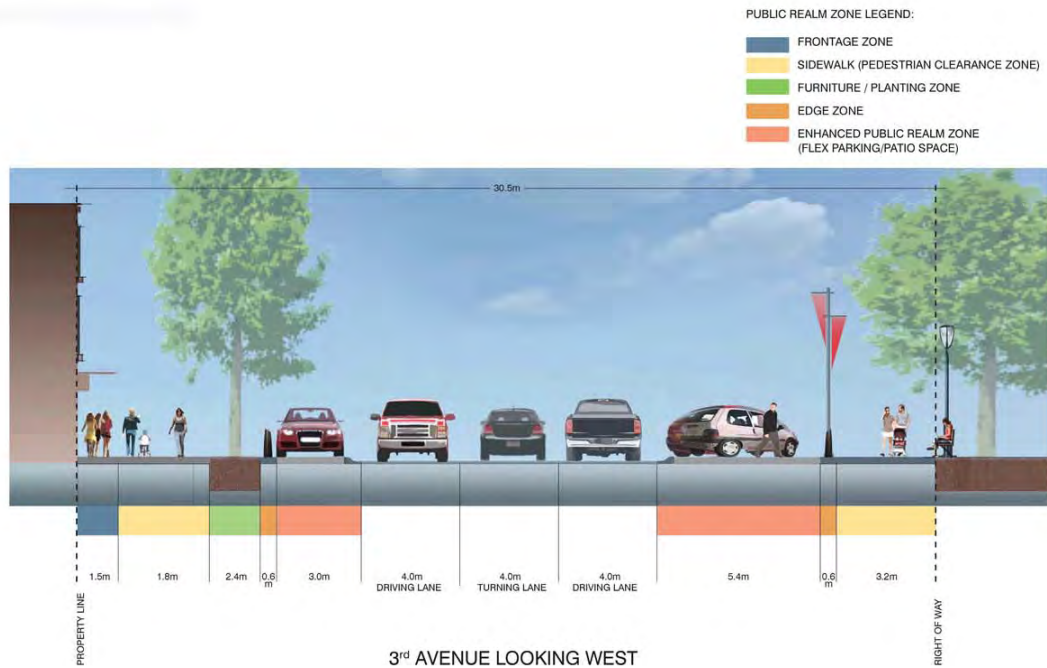 PUBLIC REALM ZONE LEGEND:
FRONTAGE ZONE
SIDEWALK (PEDESTRIAN CLEARANCE ZONE)
FURNITURE / PLANTING ZONE
EDGE ZONE
ENHANCED PUBLIC REALM ZONE
(FLEX PARKING/PATIO SPACE)
30.5m
1.5m
1.8m
2.4m
0.6
m
3.0m
4.0m
DRIVING LANE
4.0m
TURNING LANE
4.0m
DRIVING LANE
5.4m
0.6
m
3.2m
PROPERTY LINE
RIGHT OF WAY
3rd AVENUE LOOKING WEST